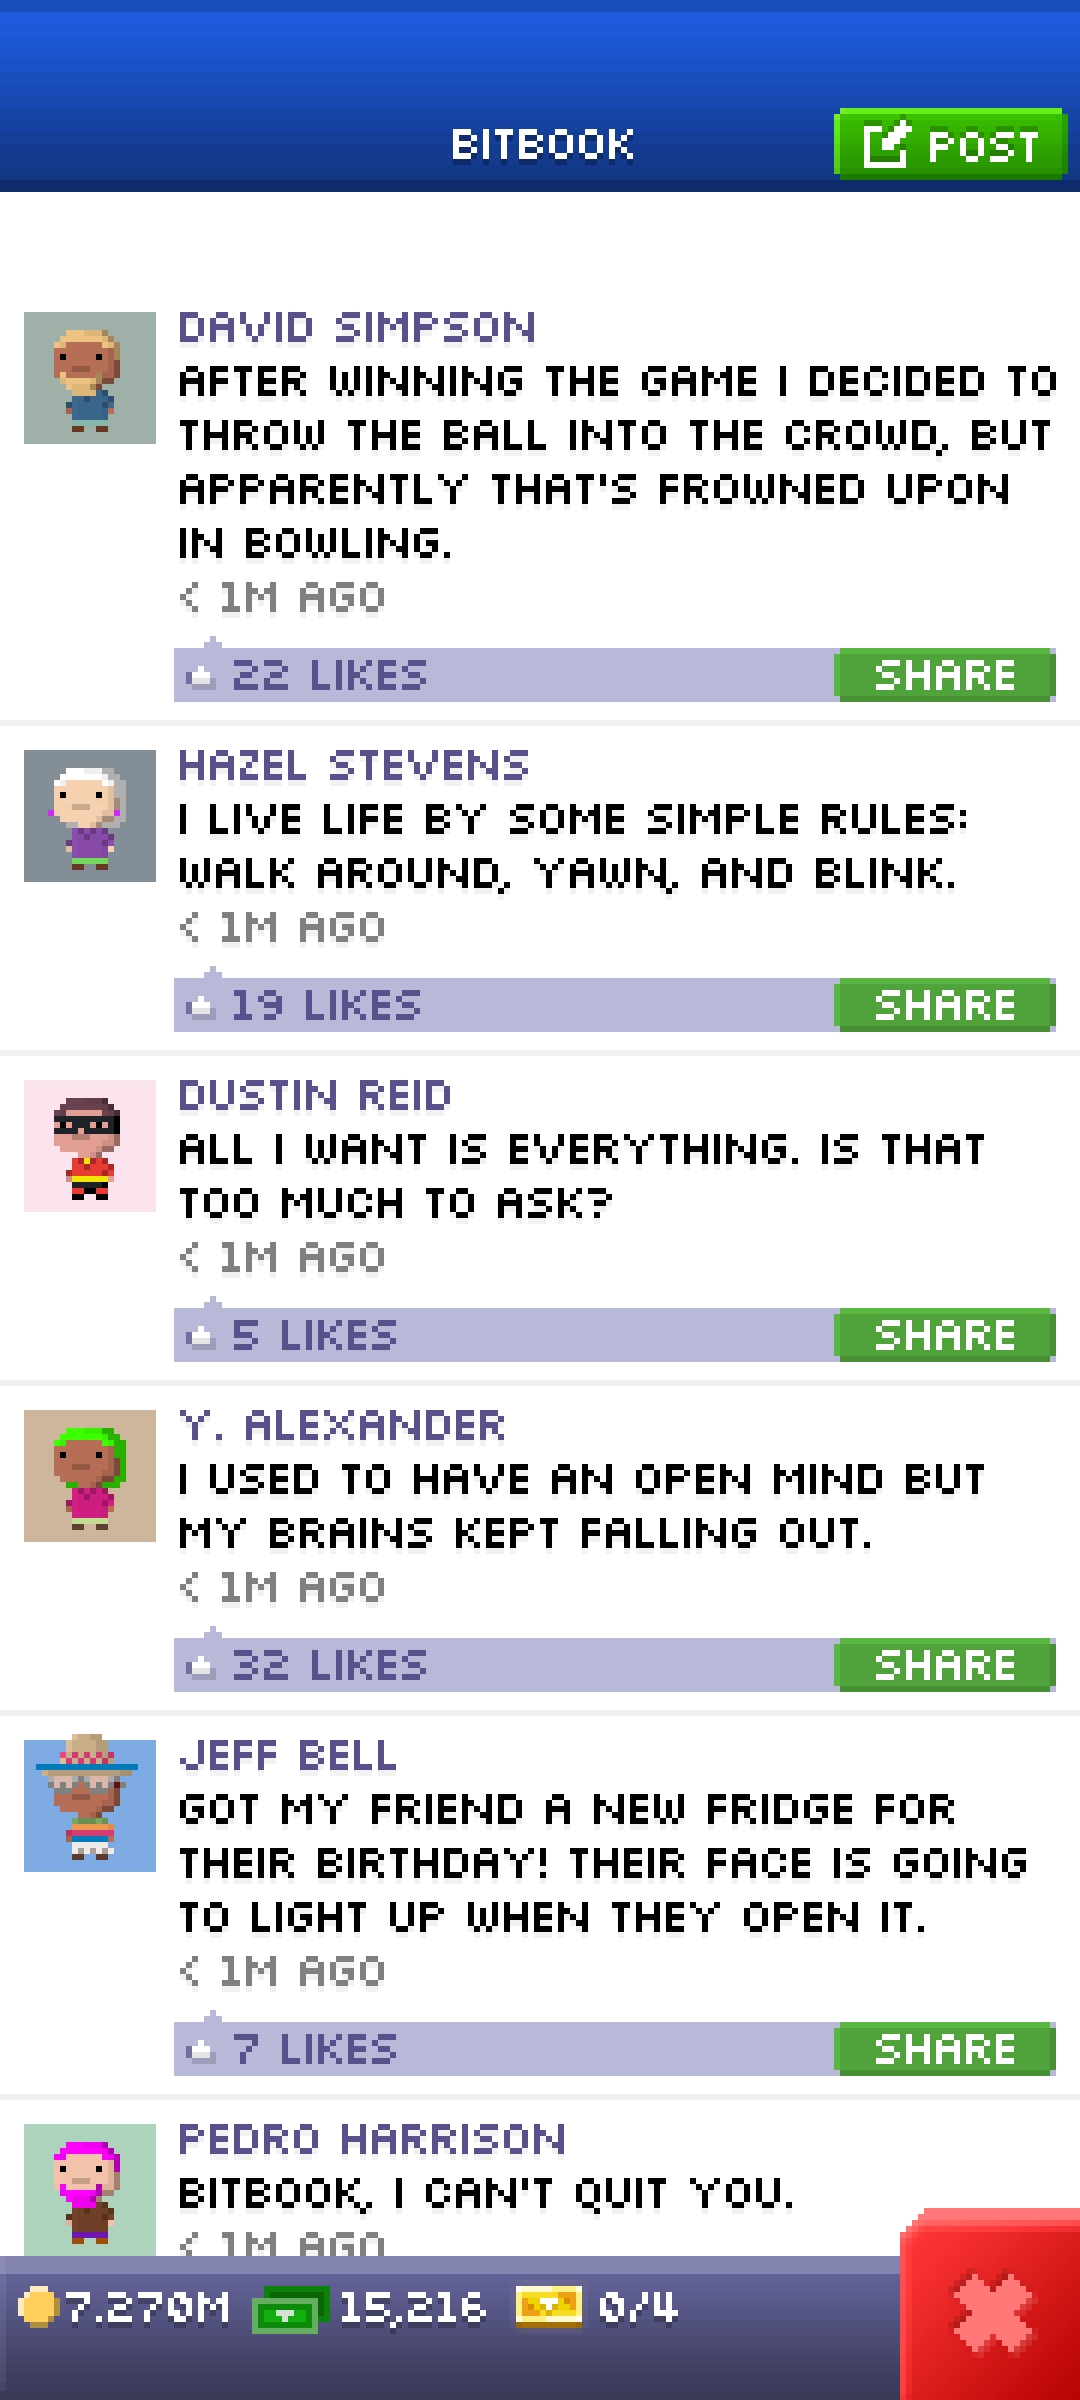 BITBOOK
POST
DAVID SIMPSON
AFTER WINNING THE GAME I DECIDED TO
THROW THE BALL INTO THE CROWD, BUT
APPARENTLY THAT'S FROWNED UPON
IN BOWLING.
< 1M AGO
22 LIKES
SHARE
HAZEL STEVENS
I LIVE LIFE BY SOME SIMPLE RULES:
WALK AROUND, YAWN, AND BLINK.
< 1M AGO
19 LIKES
SHARE
DUSTIN REID
ALL I WANT IS EVERYTHING. IS THAT
TOO MUCH TO ASK?
< 1M AGO
5 LIKES
SHARE
Y. ALEXANDER
I USED TO HAVE AN OPEN MIND BUT
MY BRAINS KEPT FALLING OUT.
< 1M AGO
32 LIKES
SHARE
JEFF BELL
GOT MY FRIEND A NEW FRIDGE FOR
THEIR BIRTHDAY! THEIR FACE IS GOING
TO LIGHT UP WHEN THEY OPEN IT.
< 1M AGO
7 LIKES
SHARE
PEDRO HARRISON
BITBOOK, I CAN'T QUIT YOU.
< 1M AGO
7.270M
15,216
0/4